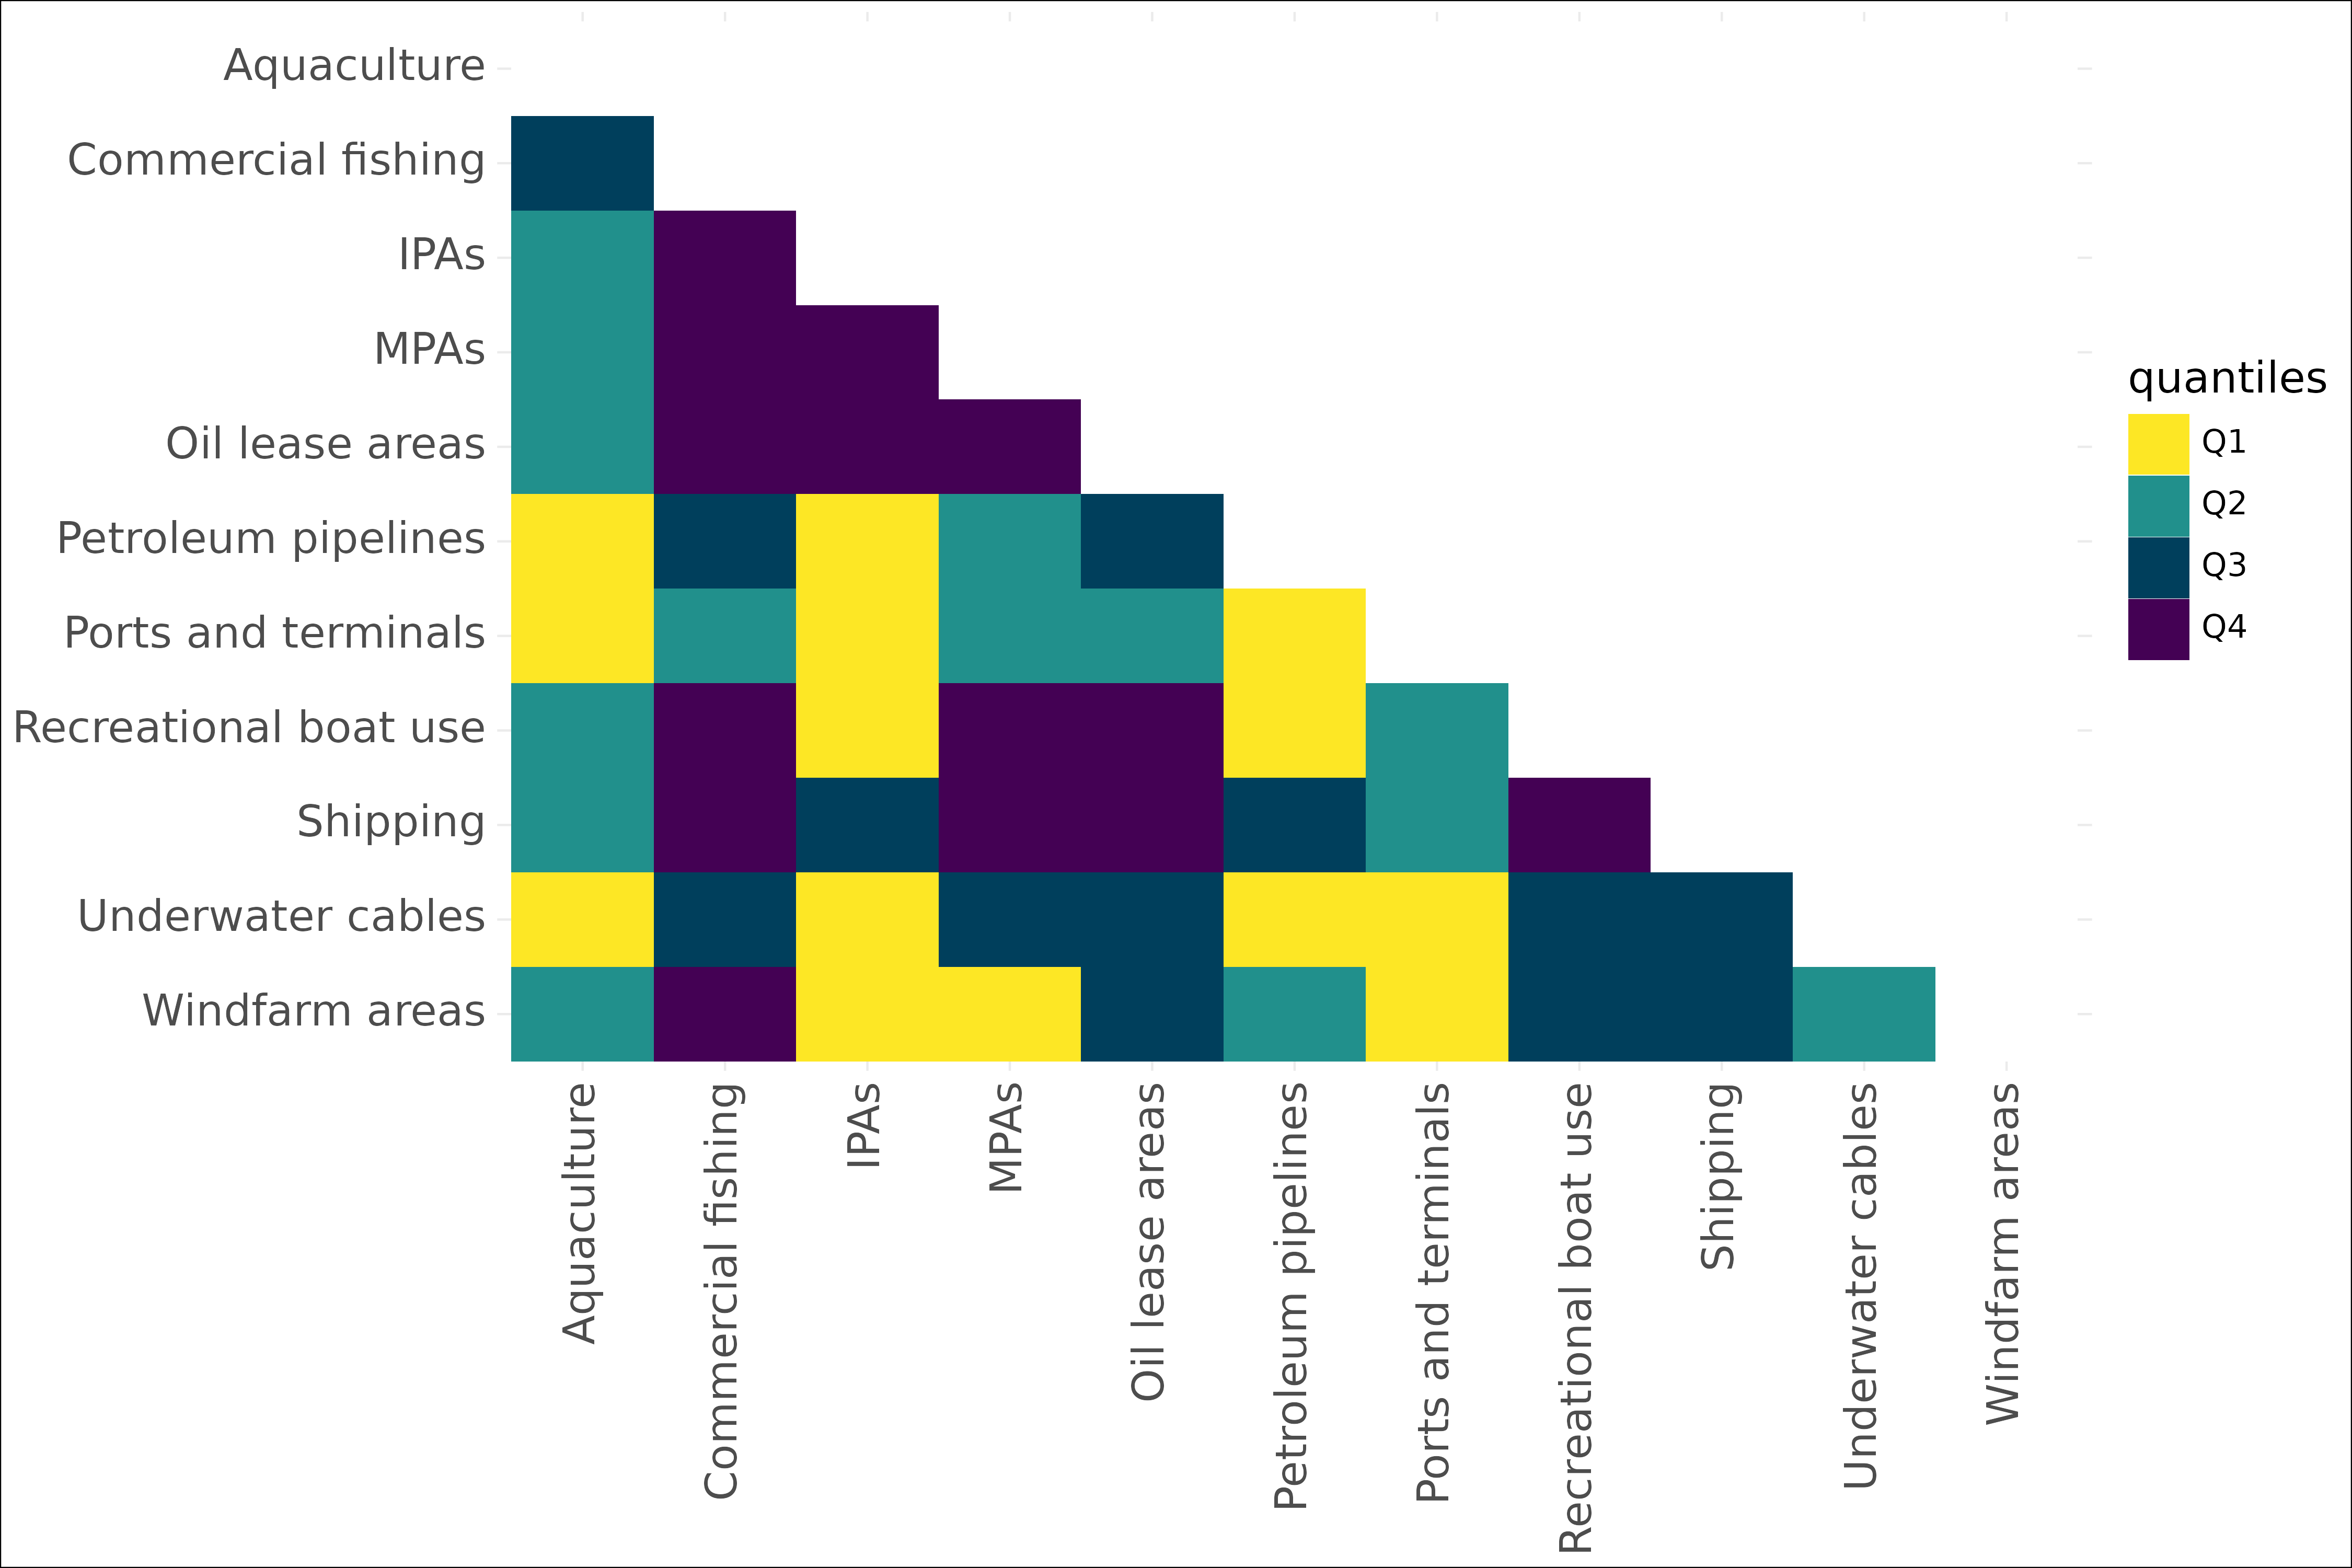 Aquaculture
Commercial fishing
IPAs
MPAs
Oil lease areas
Petroleum pipelines
Ports and terminals
Recreational boat use
Shipping
Underwater cables
Windfarm areas
quantiles
Q1
Q2
Q3
Q4
Aquaculture
Commercial fishing
IPAs
MPAs
Oil lease areas
Petroleum pipelines
Ports and terminals
Recreational boat use
Shipping
Underwater cables
Windfarm areas